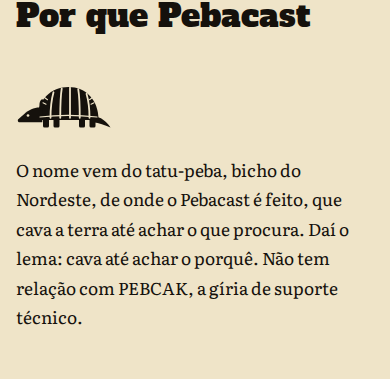 Por que Pebacast
O nome vem do tatu-peba, bicho do
Nordeste, de onde o Pebacast é feito, que
cava a terra até achar o que procura. Daí o
lema: cava até achar o porquê. Não tem
relação com PEBCAK, a gíria de suporte
técnico.